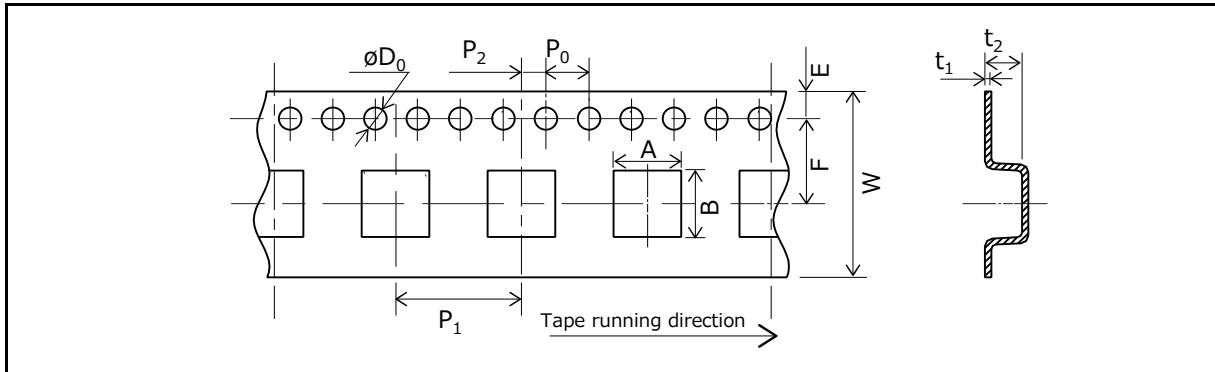 P2
P0
øD0
E
t2
t1
A
F
W
B
P1
Tape running direction